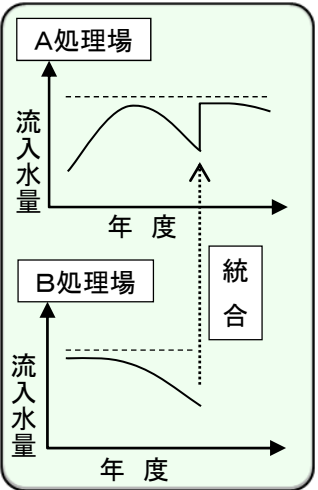 A処理場
流入水量
年 度
統合
B処理場
流入水量
年 度